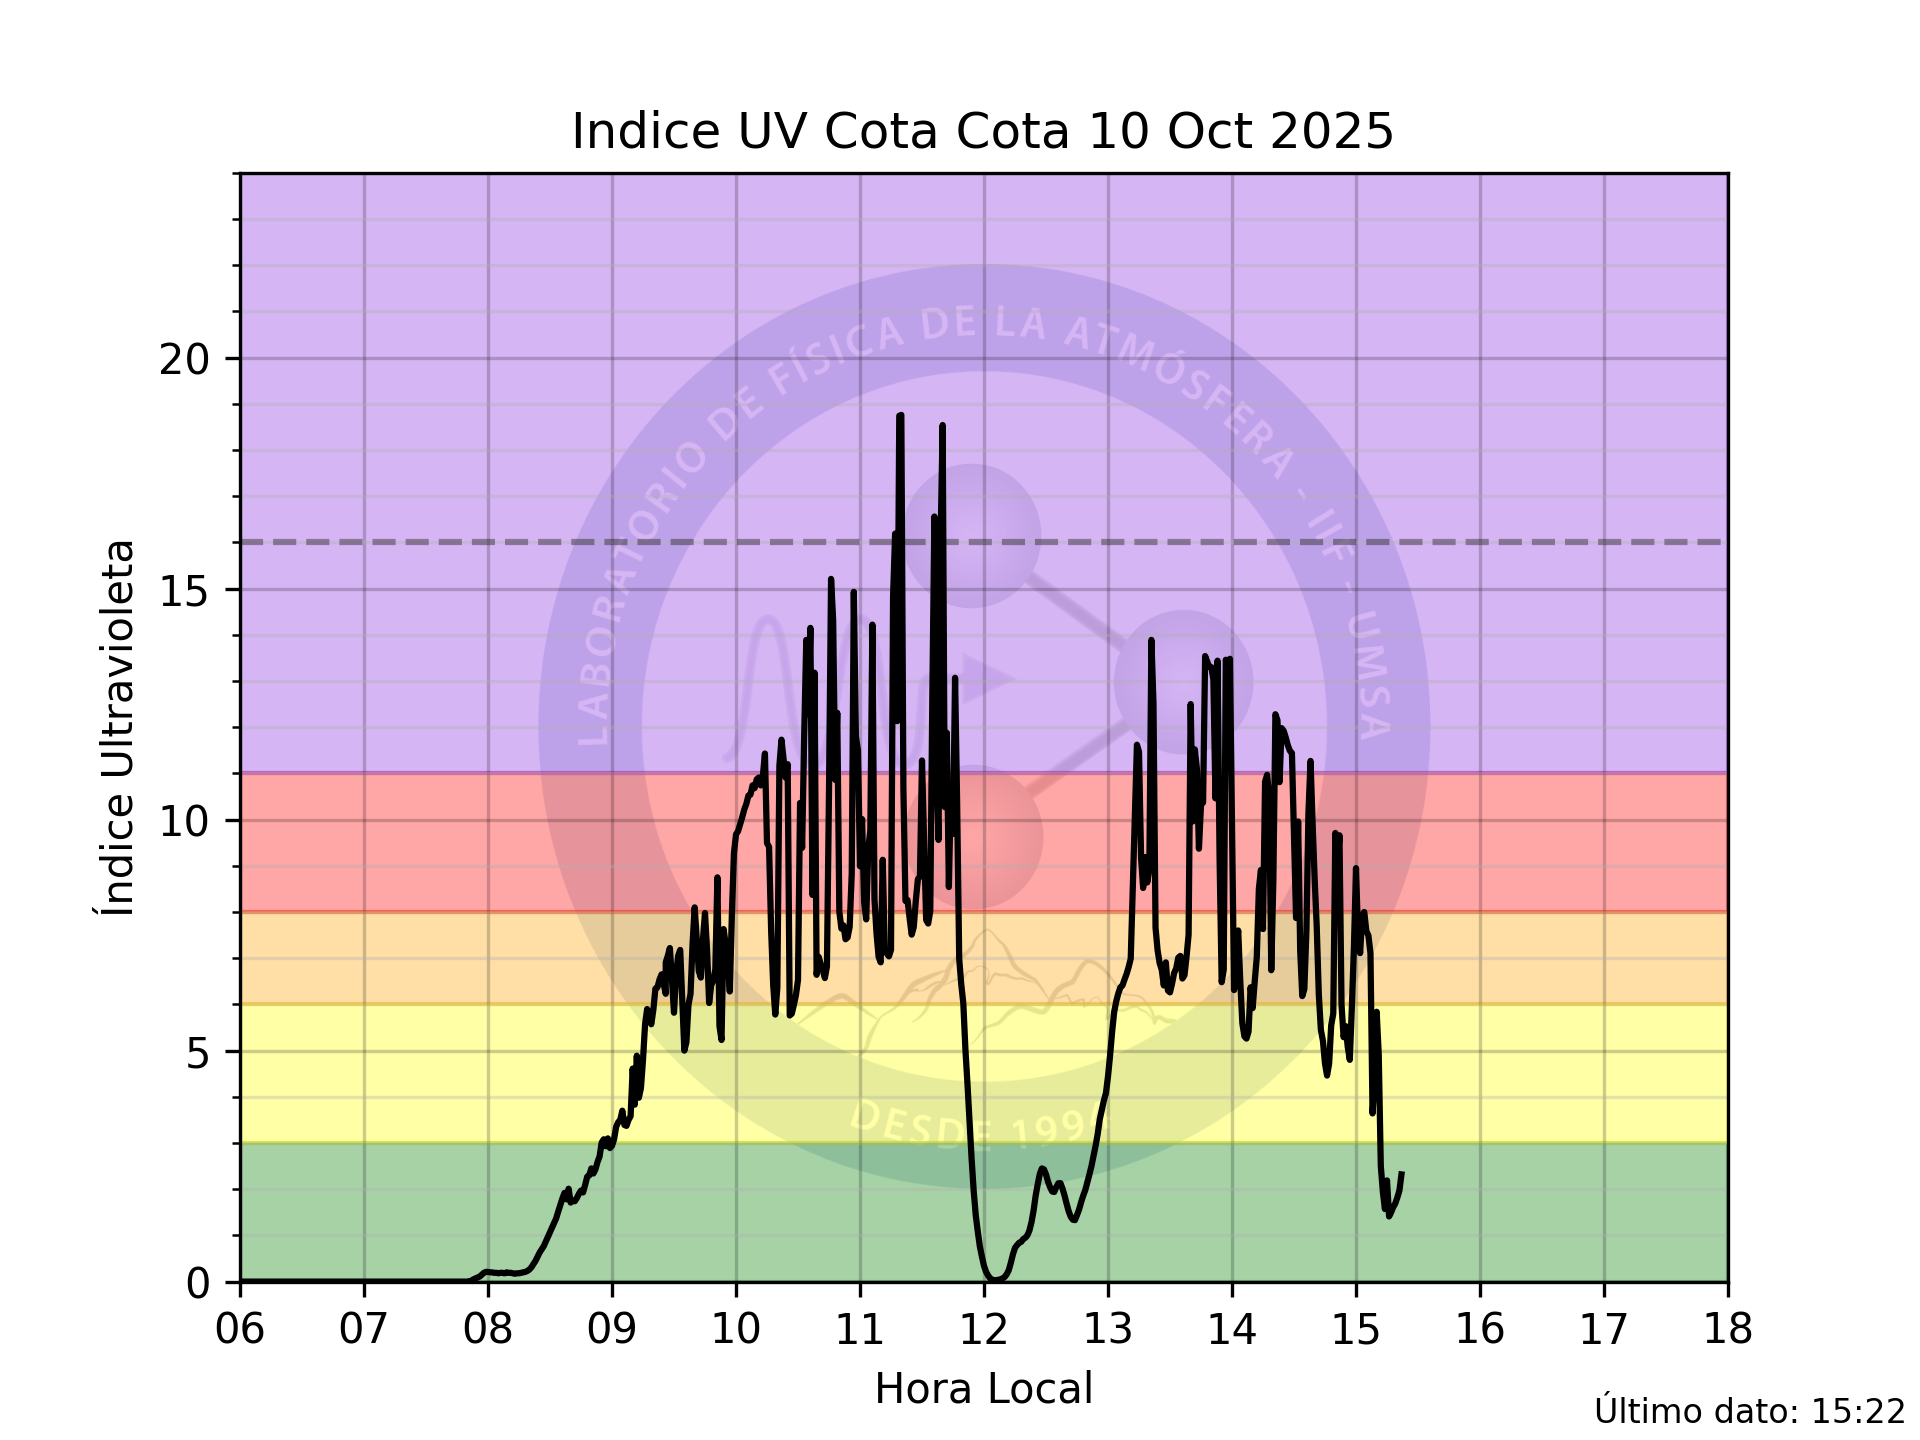 Indice UV Cota Cota 10 Oct 2025
Índice Ultravioleta
20
15
10
5
0
LABORATORIO DE FÍSICA DE LA ATMÓSFERA - IIF - UMSA
DESDE 1994
06 07 08 09 10 11 12 13 14 15 16 17 18
Hora Local
Último dato: 15:22